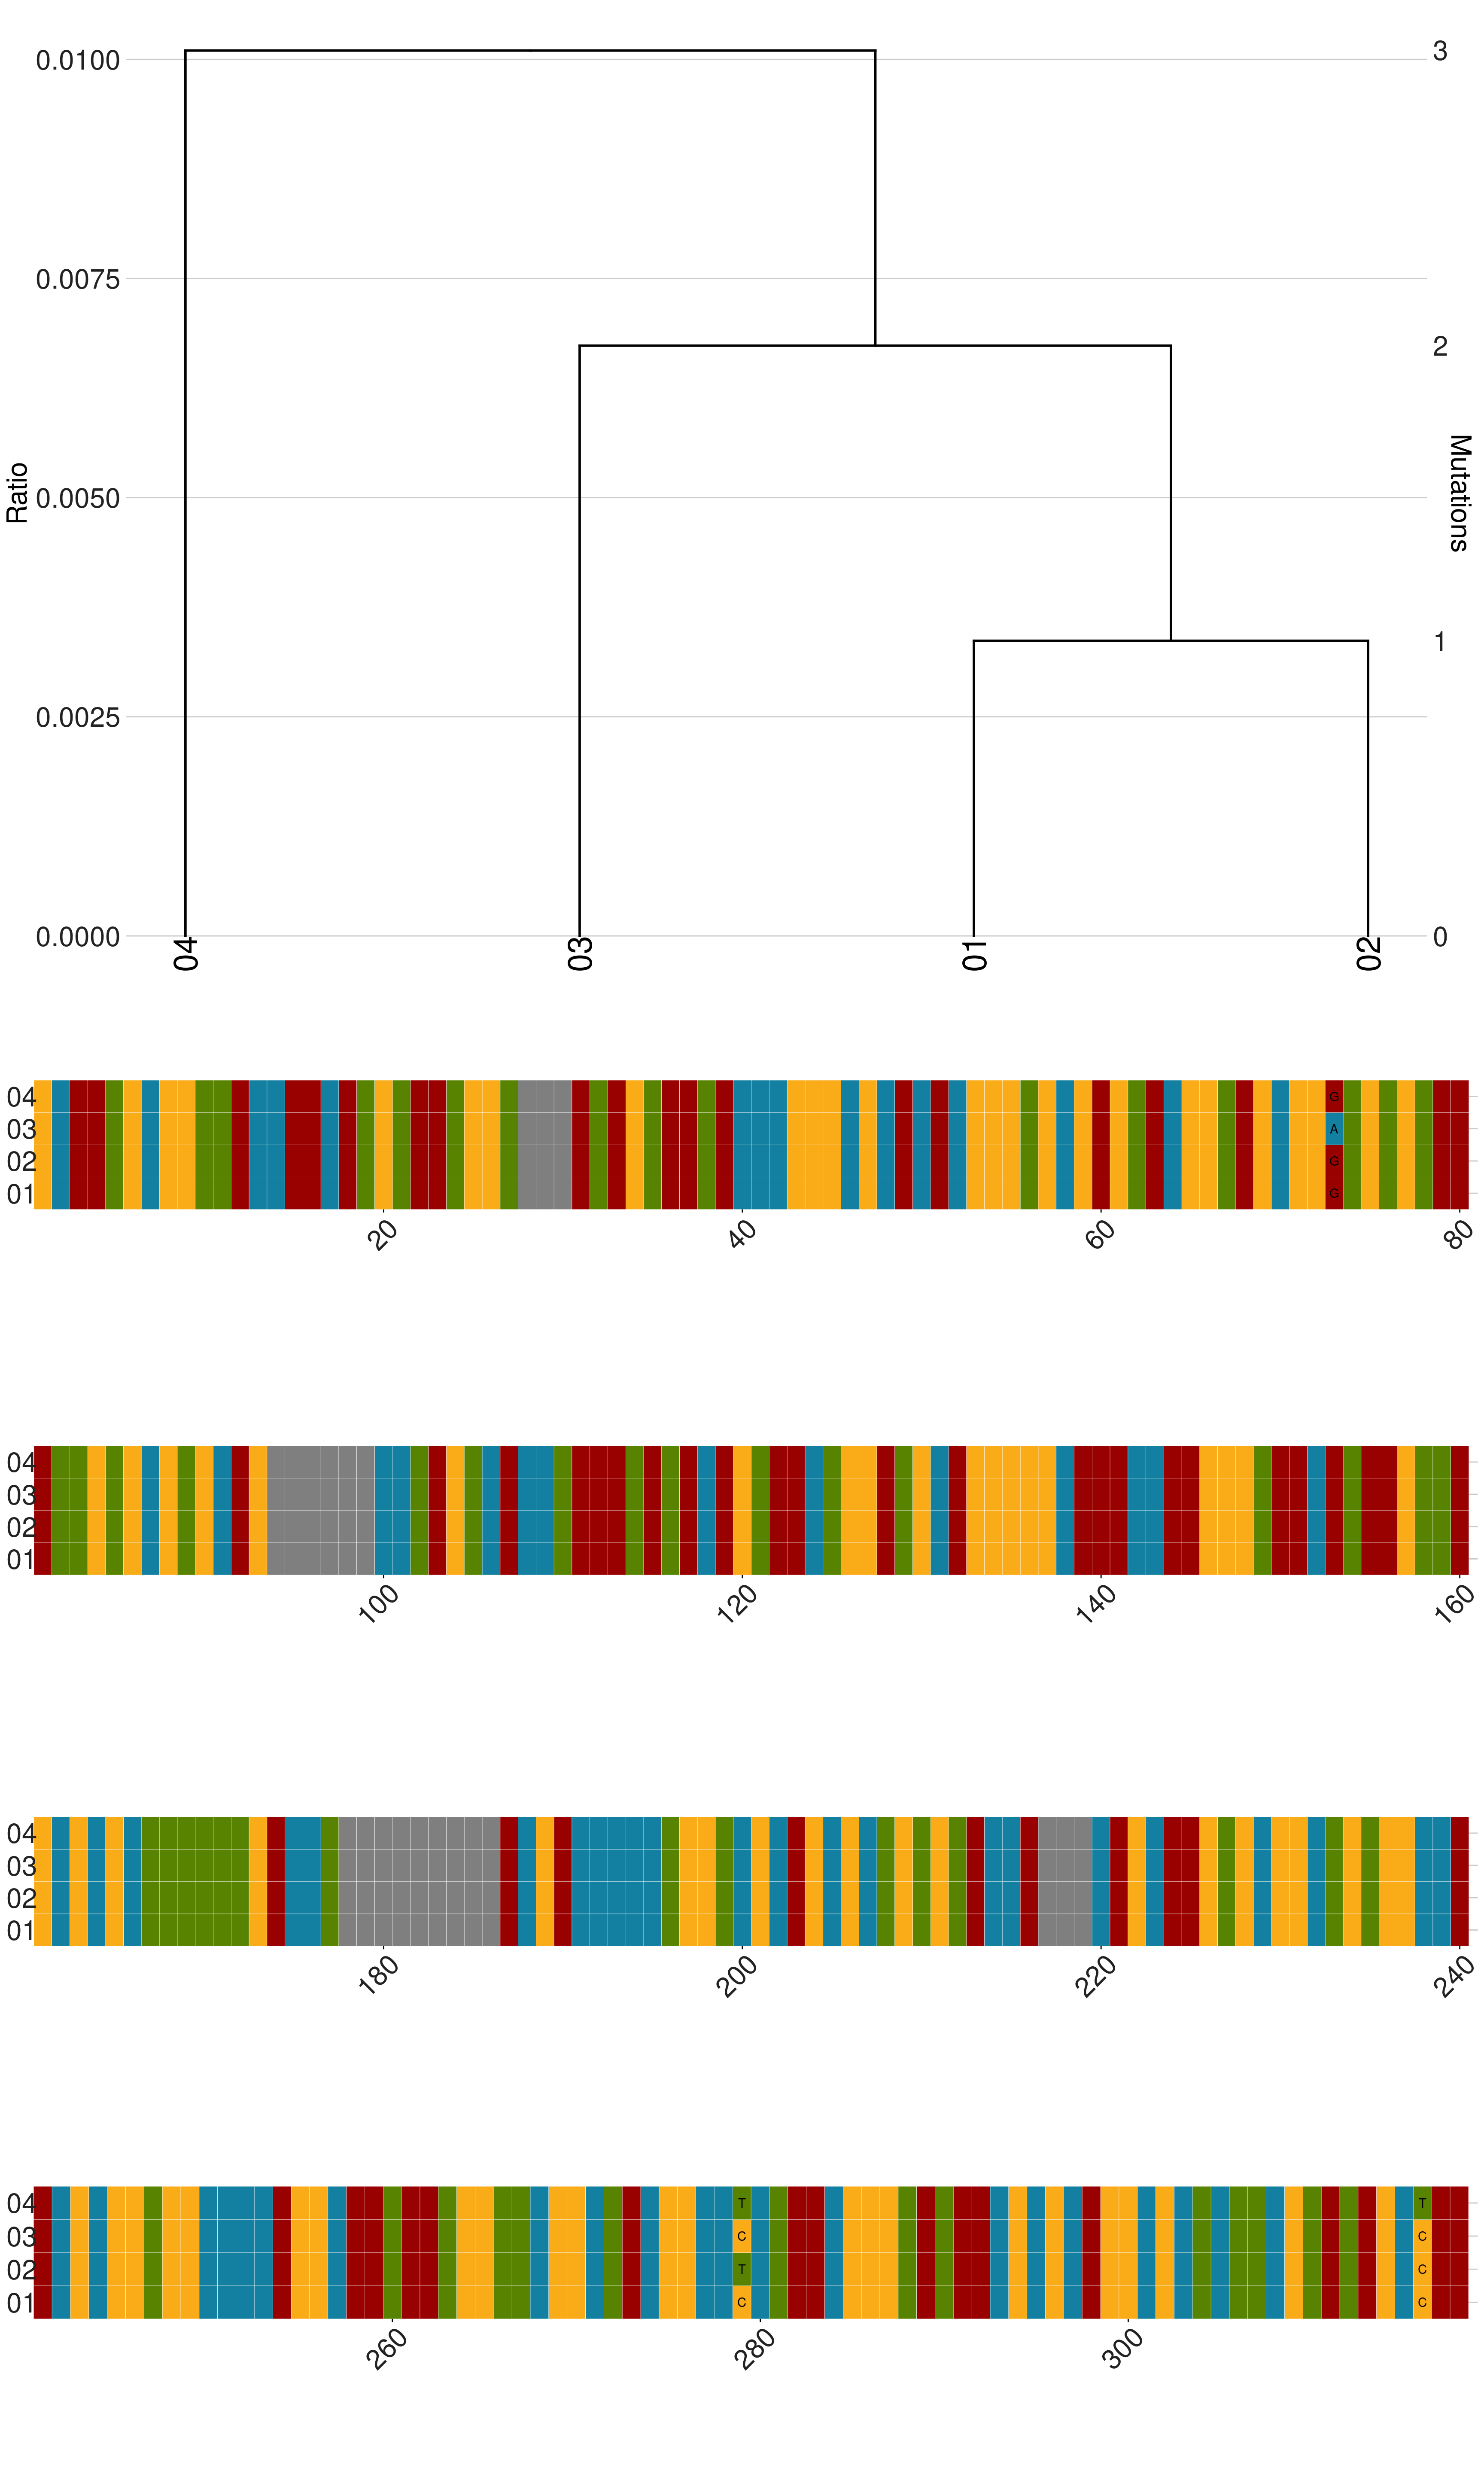 0.0100
3
0.0075
2
Ratio
0.0050
Mutations
1
0.0025
0.0000
0
04 03 01 02
04 G
03 A
02 G
01 G
20 40 60 80
04
03
02
01
100 120 140 160
04
03
02
01
180 200 220 240
04 T T
03 C C
02 T C
01 C C
260 280 300